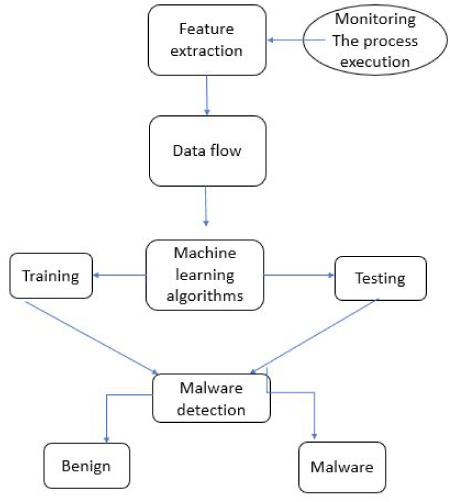 Feature
extraction
Monitoring
The process
execution
Data flow
Machine
learning
algorithms
Training
Testing
Malware
detection
Benign
Malware